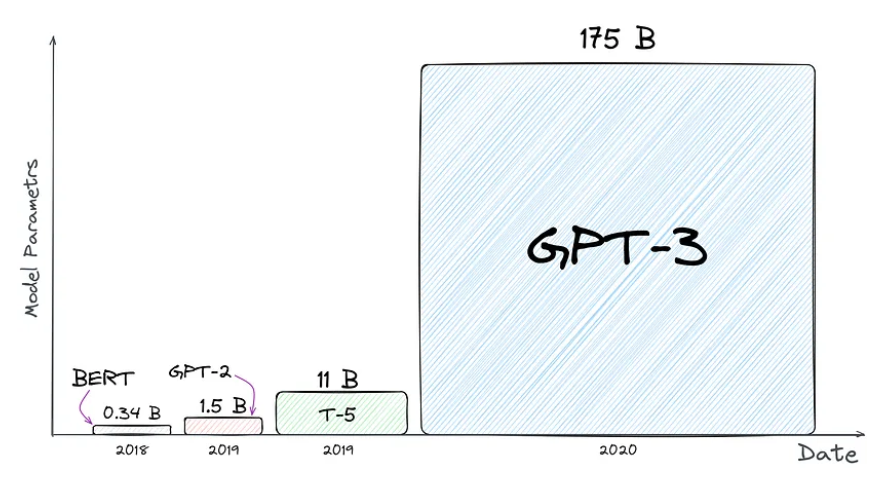 175 B
Model Parametrs
GPT-3
BERT
GPT-2
11 B
0.34 B
1.5 B
T-5
2018
2019
2019
2020
Date